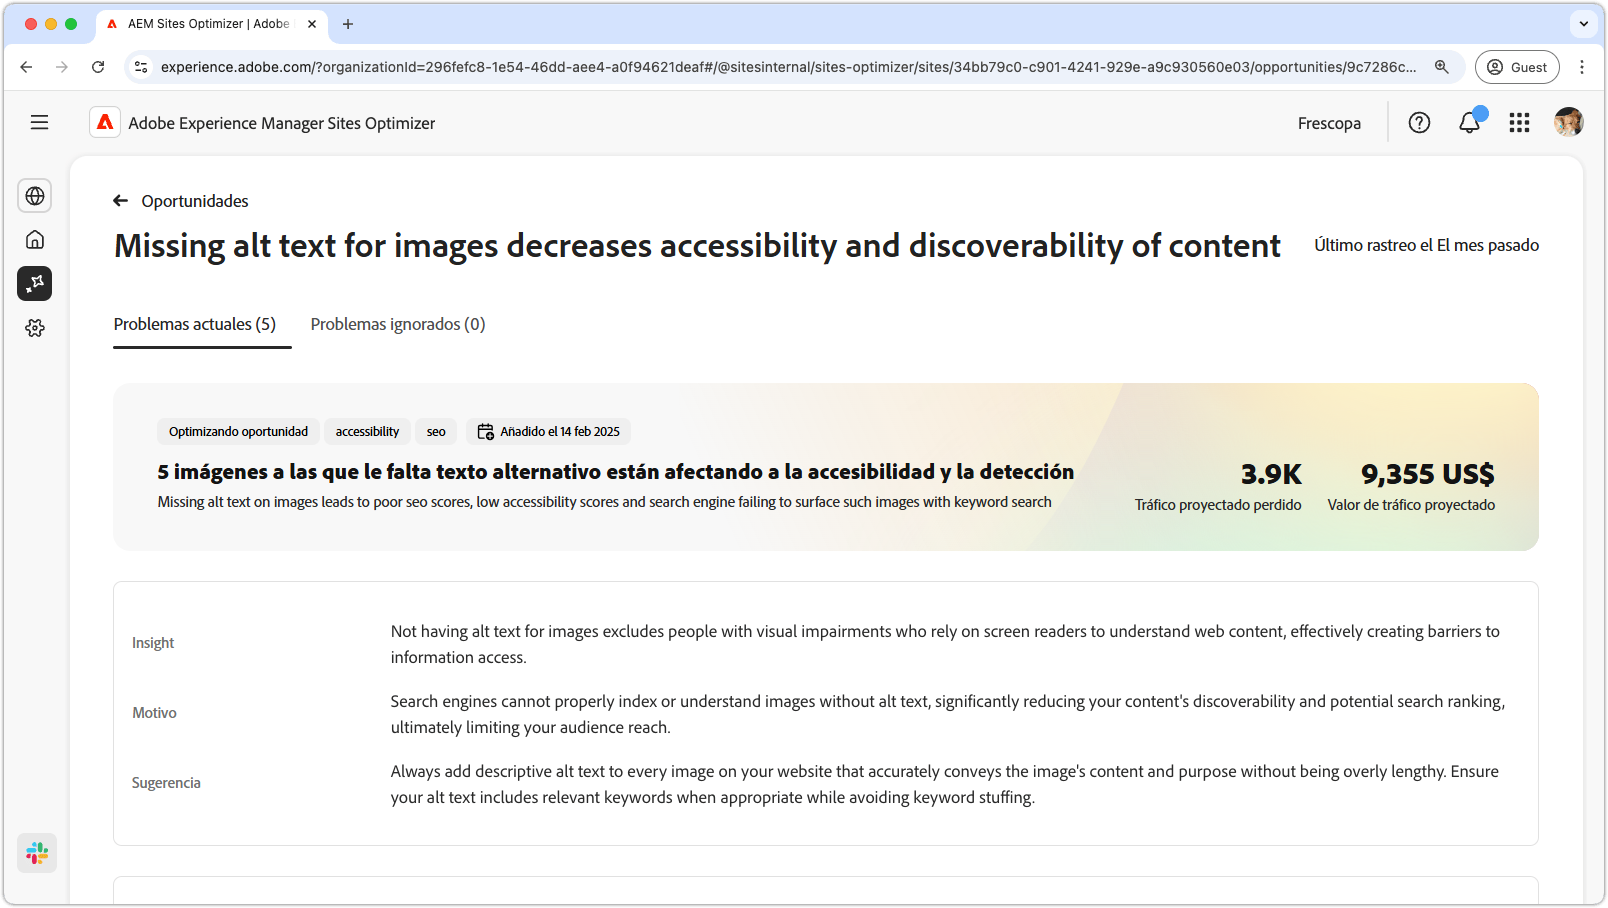 AEM Sites Optimizer | Adobe
experience.adobe.com/?organizationId=296fefc8-1e54-46dd-aee4-a0f94621deaf#/@sitesinternal/sites-optimizer/sites/34bb79c0-c901-4241-929e-a9c930560e03/opportunities/9c7286c...
Guest
Adobe Experience Manager Sites Optimizer
Frescopa
Oportunidades
Missing alt text for images decreases accessibility and discoverability of content
Último rastreo el El mes pasado
Problemas actuales (5)
Problemas ignorados (0)
Optimizando oportunidad
accessibility
seo
Añadido el 14 feb 2025
5 imágenes a las que le falta texto alternativo están afectando a la accesibilidad y la detección
Missing alt text on images leads to poor seo scores, low accessibility scores and search engine failing to surface such images with keyword search
3.9K
Tráfico proyectado perdido
9,355 US$
Valor de tráfico proyectado
Insight
Not having alt text for images excludes people with visual impairments who rely on screen readers to understand web content, effectively creating barriers to
information access.
Motivo
Search engines cannot properly index or understand images without alt text, significantly reducing your content's discoverability and potential search ranking,
ultimately limiting your audience reach.
Sugerencia
Always add descriptive alt text to every image on your website that accurately conveys the image's content and purpose without being overly lengthy. Ensure
your alt text includes relevant keywords when appropriate while avoiding keyword stuffing.